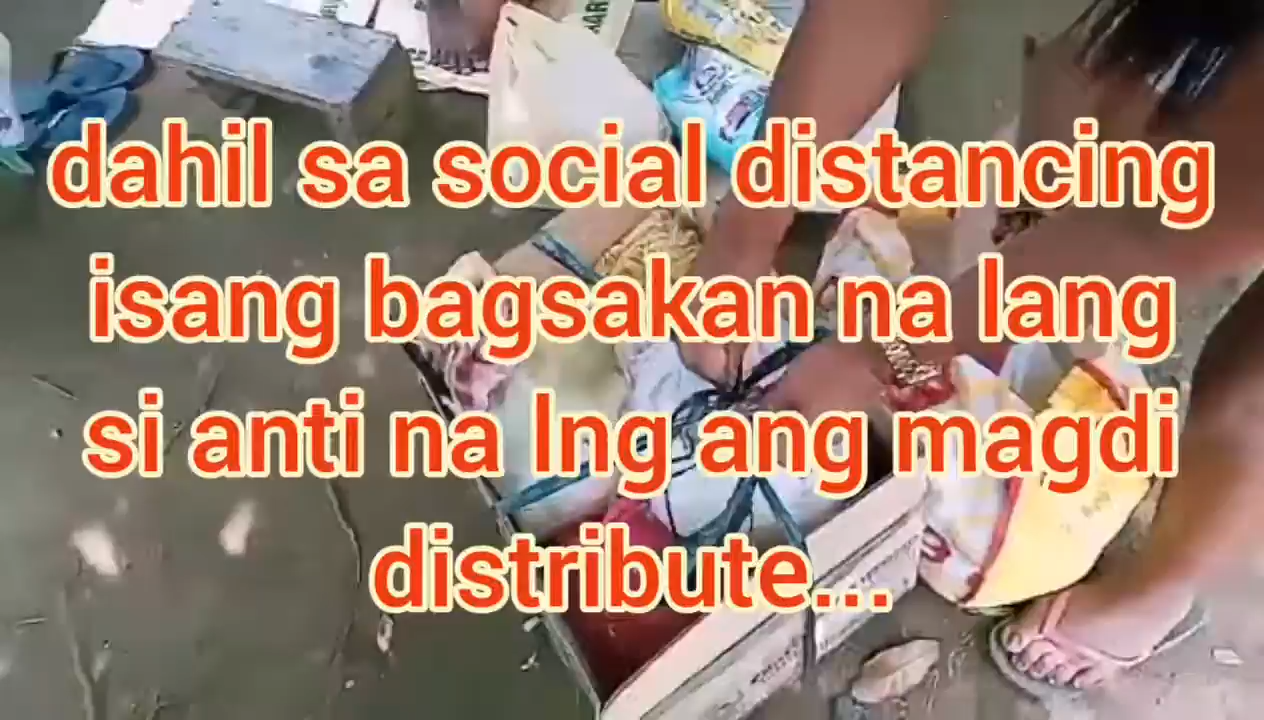 dahil sa social distancing
isang bagsakan na lang
si anti na lng ang magdi
distribute...